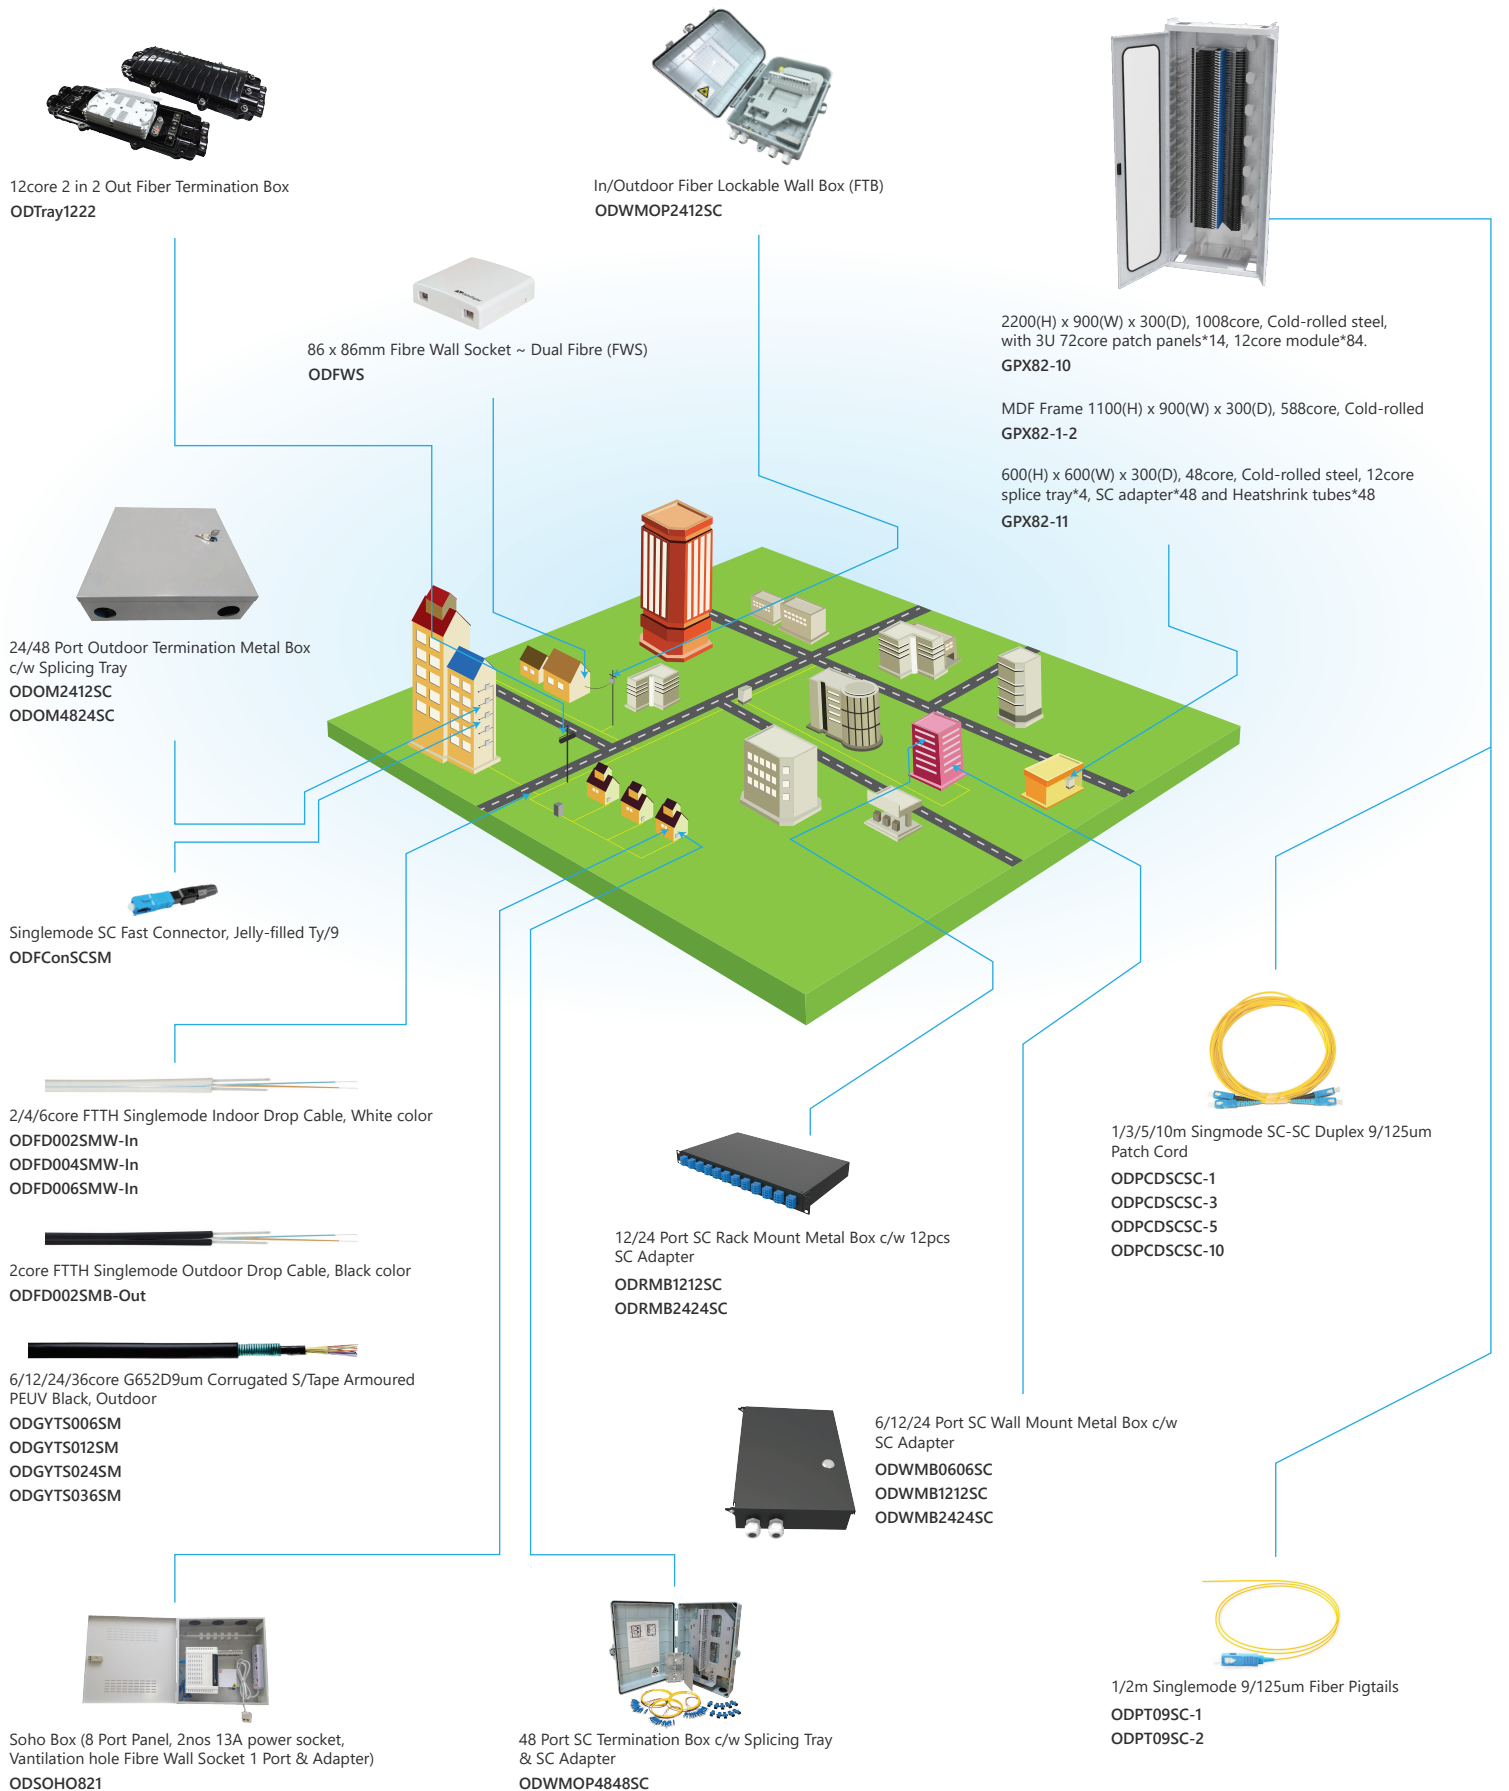 12core 2 in 2 Out Fiber Termination Box
ODTray1222
In/Outdoor Fiber Lockable Wall Box (FTB)
ODWMOP2412SC
86 x 86mm Fibre Wall Socket ~ Dual Fibre (FWS)
ODFWS
2200(H) x 900(W) x 300(D), 1008core, Cold-rolled steel,
with 3U 72core patch panels*14, 12core module*84.
GPX82-10
MDF Frame 1100(H) x 900(W) x 300(D), 588core, Cold-rolled
GPX82-1-2
600(H) x 600(W) x 300(D), 48core, Cold-rolled steel, 12core
splice tray*4, SC adapter*48 and Heatshrink tubes*48
GPX82-11
24/48 Port Outdoor Termination Metal Box
c/w Splicing Tray
ODOM2412SC
ODOM4824SC
Singlemode SC Fast Connector, Jelly-filled Ty/9
ODFConSCSM
2/4/6core FTTH Singlemode Indoor Drop Cable, White color
ODFD002SMW-In
ODFD004SMW-In
ODFD006SMW-In
2core FTTH Singlemode Outdoor Drop Cable, Black color
ODFD002SMB-Out
6/12/24/36core G652D9um Corrugated S/Tape Armoured
PEUV Black, Outdoor
ODGYTS006SM
ODGYTS012SM
ODGYTS024SM
ODGYTS036SM
12/24 Port SC Rack Mount Metal Box c/w 12pcs
SC Adapter
ODRMB1212SC
ODRMB2424SC
1/3/5/10m Singmode SC-SC Duplex 9/125um
Patch Cord
ODPCDSCSC-1
ODPCDSCSC-3
ODPCDSCSC-5
ODPCDSCSC-10
6/12/24 Port SC Wall Mount Metal Box c/w
SC Adapter
ODWMB0606SC
ODWMB1212SC
ODWMB2424SC
Soho Box (8 Port Panel, 2nos 13A power socket,
Vantilation hole Fibre Wall Socket 1 Port & Adapter)
ODSOHO821
48 Port SC Termination Box c/w Splicing Tray
& SC Adapter
ODWMOP4848SC
1/2m Singlemode 9/125um Fiber Pigtails
ODPT09SC-1
ODPT09SC-2